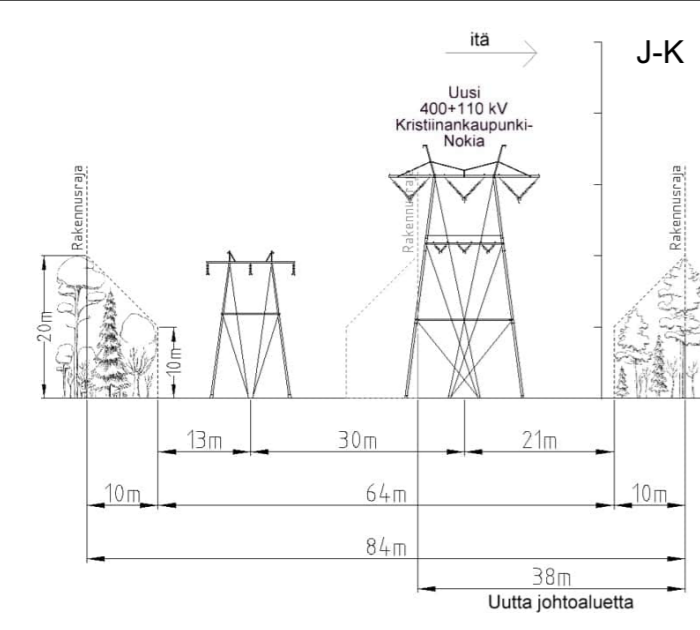 itä
J-K
Uusi
400+110 kV
Kristiinankaupunki-
Nokia
Rakennusraja
Rakennusraja
Rakennusraja
20m
10m
13m
30m
21m
10m
64m
10m
84m
38m
Uutta johtoaluetta